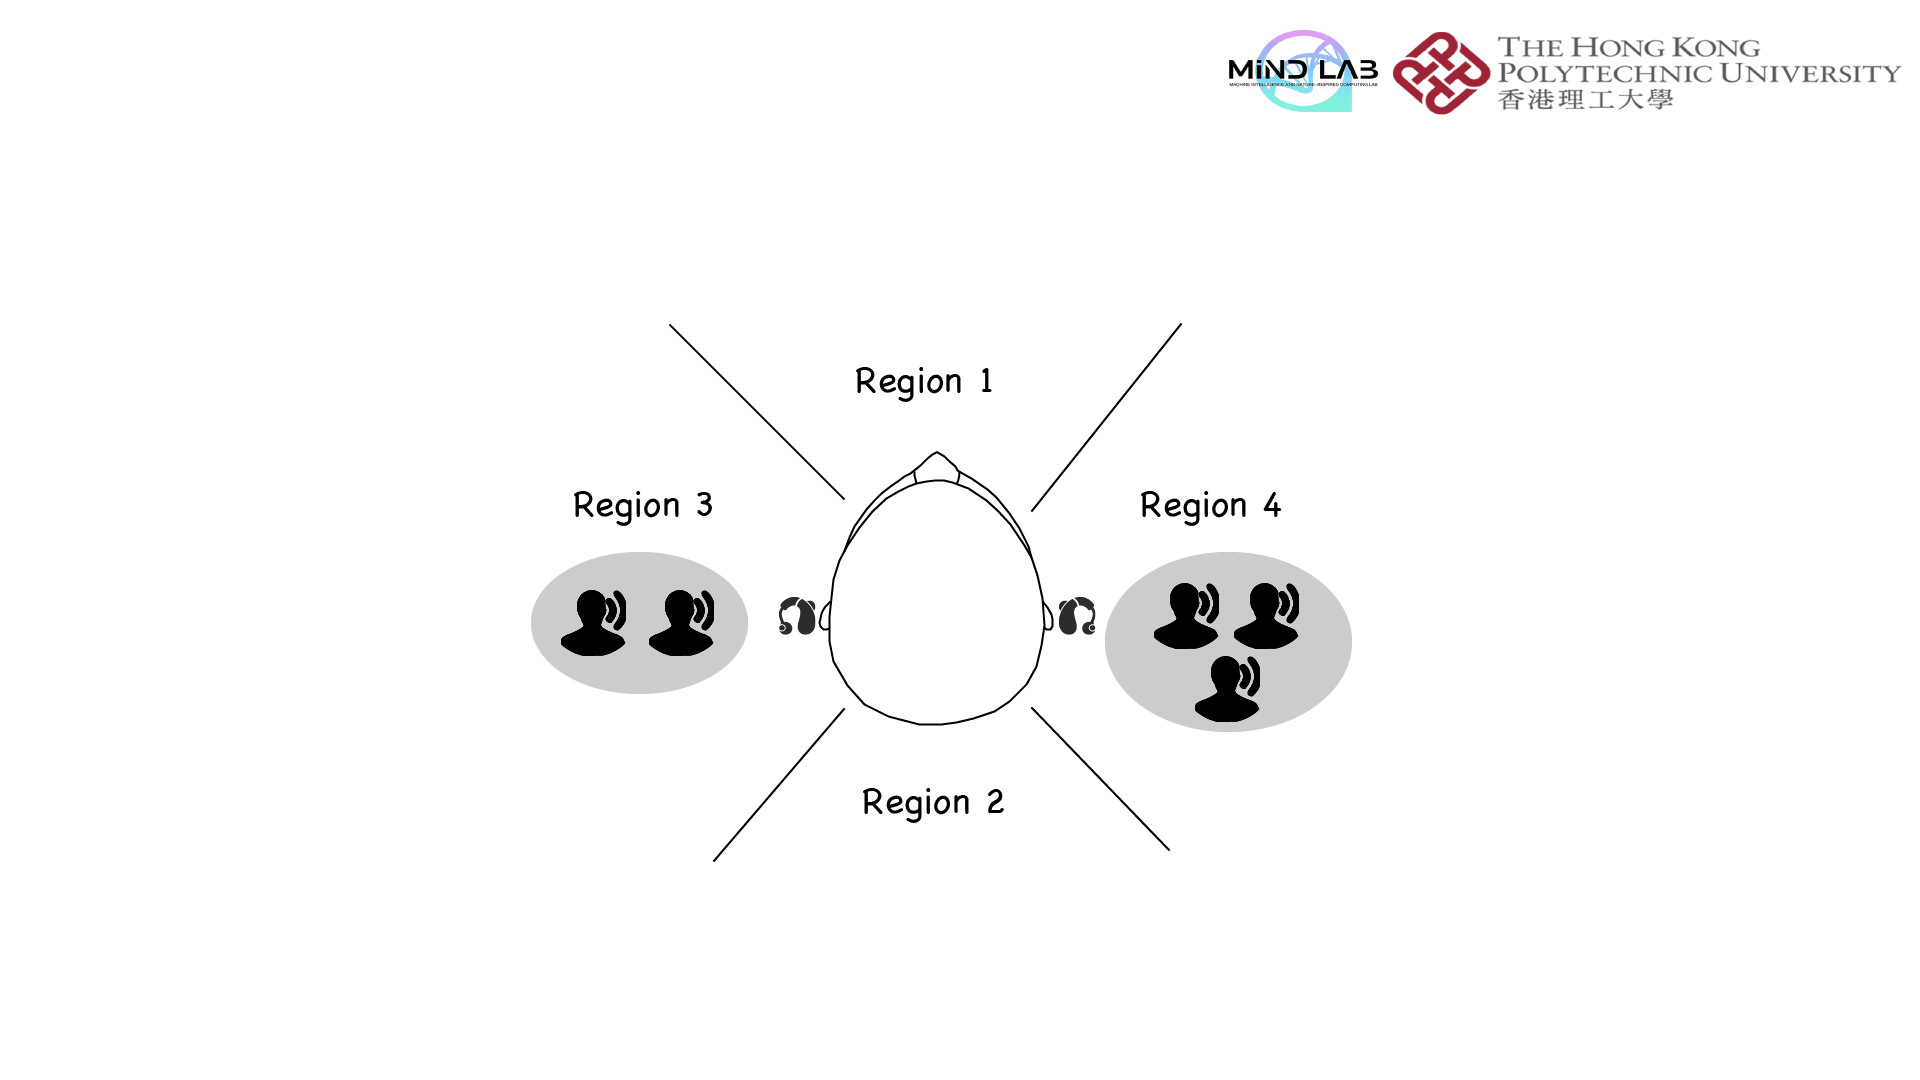 MiND LAB
MACHINE INTELLIGENCE AND NATURE-INSPIRED COMPUTING LAB
THE HONG KONG
POLYTECHNIC UNIVERSITY
香港理工大學
Region 1
Region 3
Region 4
Region 2